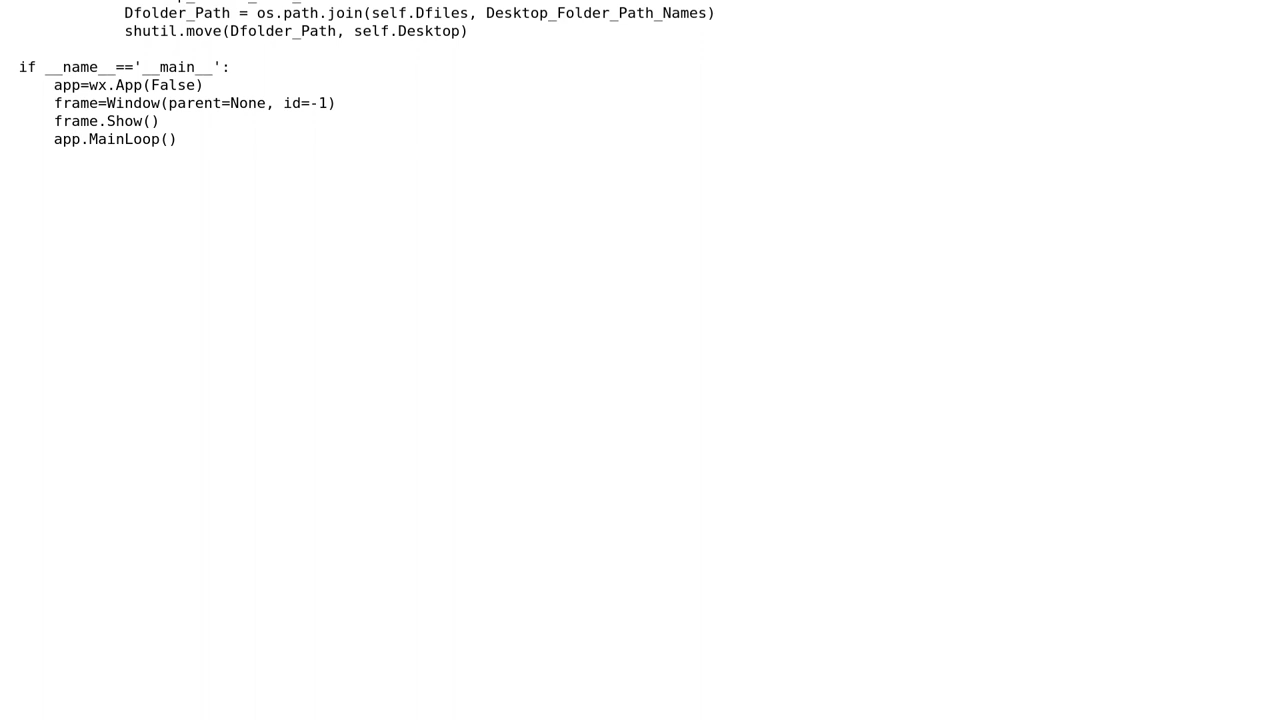 Dfolder_Path = os.path.join(self.Dfiles, Desktop_Folder_Path_Names)
shutil.move(Dfolder_Path, self.Desktop)
if __name__=='__main__':
app=wx.App(False)
frame=Window(parent=None, id=-1)
frame.Show()
app.MainLoop()